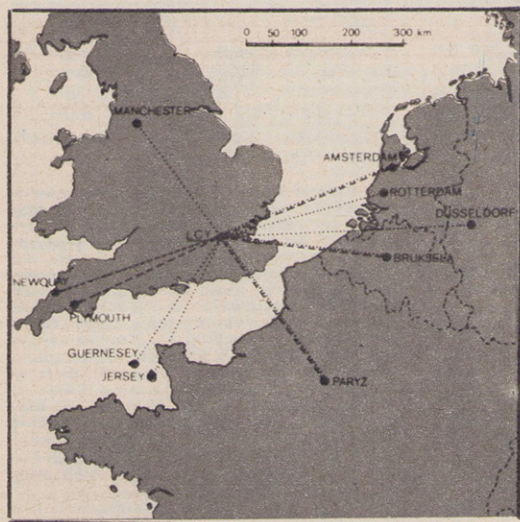 0 50 100 200 300 km
MANCHESTER
AMSTERDAM
ROTTERDAM
DÜSSELDORF
LCY
BRUKSELA
NEWQUAY
PLYMOUTH
GUERNESEY
JERSEY
PARYŻ